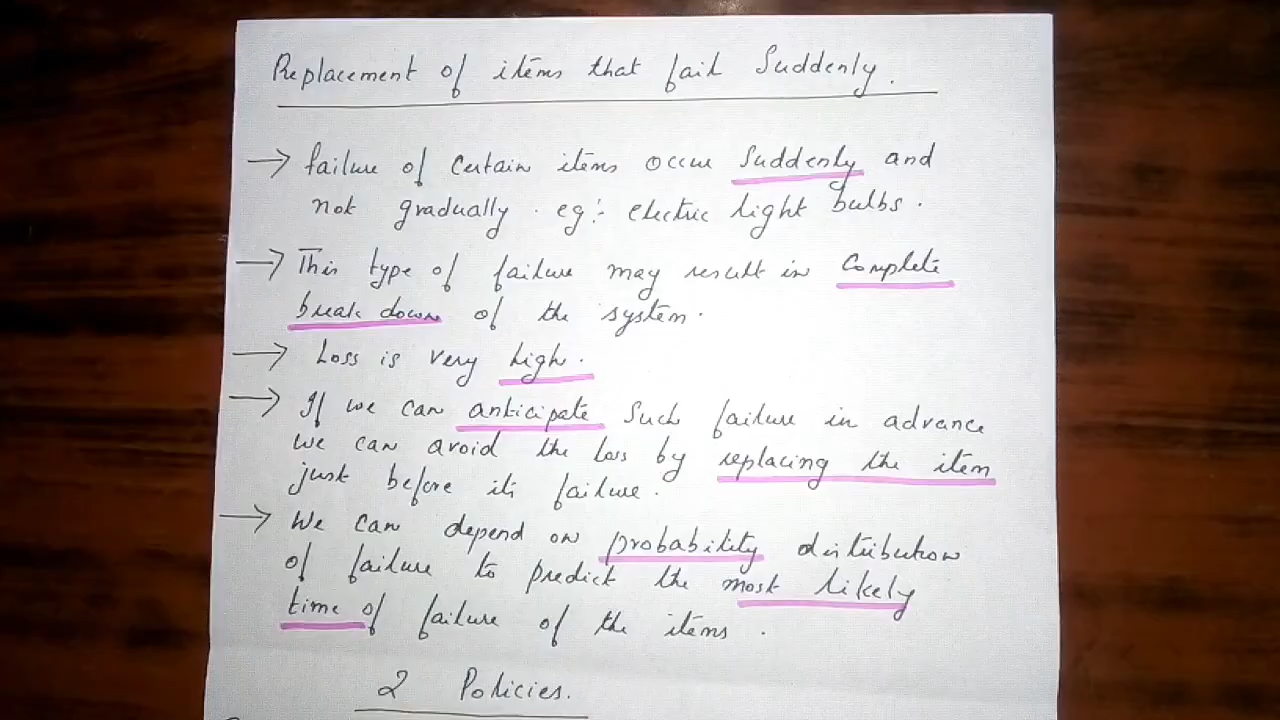 Replacement of items that fail Suddenly.
→ failure of Certain items occur Suddenly and
not gradually. eg:- electric light bulbs.
→ This type of failure may result in Complete
break down of the system.
→ Loss is very high.
→ If we can anticipate Such failure in advance
we can avoid the loss by replacing the item
just before its failure.
→ We can depend on probability distribution
of failure to predict the most likely
time of failure of the items.
2 Policies.